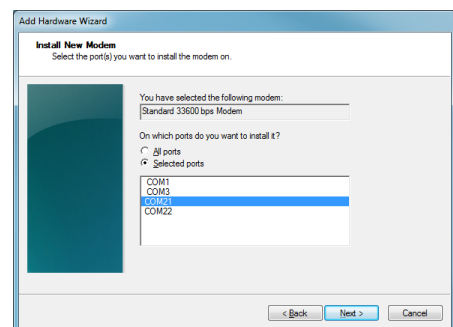 Add Hardware Wizard
Install New Modem
Select the port(s) you want to install the modem on.
You have selected the following modem:
Standard 33600 bps Modem
On which ports do you want to install it?
All ports
Selected ports
COM1
COM3
COM21
COM22
< Back Next > Cancel